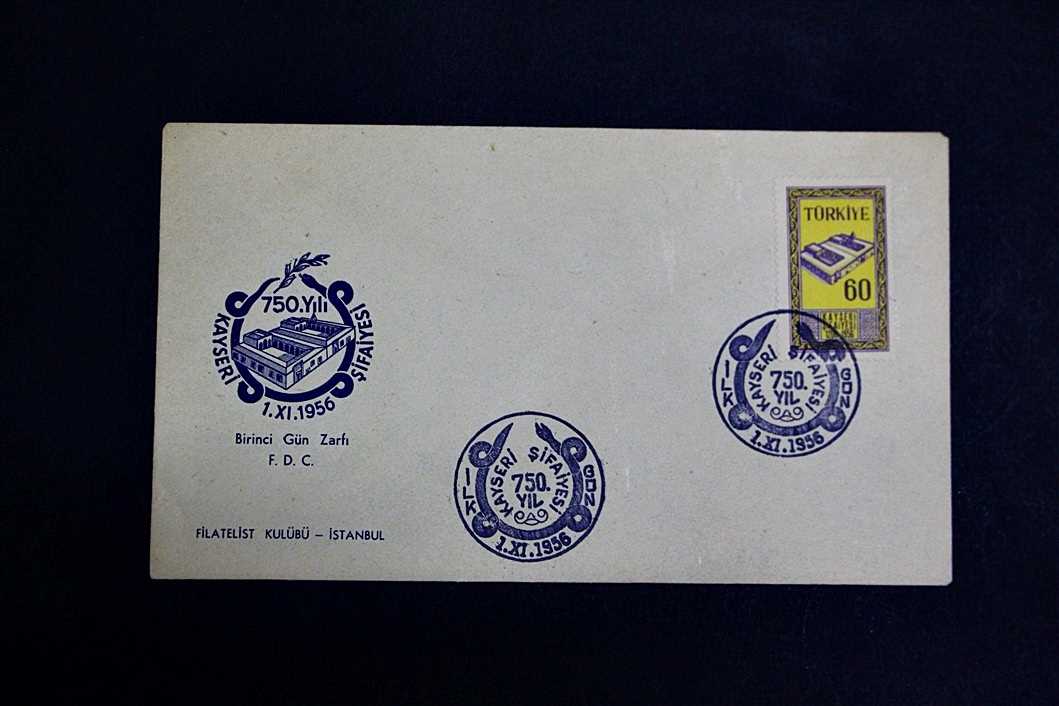 750.Yılı
KAYSERİ ŞİFAİYESİ
1.XI.1956
Birinci Gün Zarfı
F. D. C.
FİLATELİST KULÜBÜ – İSTANBUL
TÜRKİYE
60
KAYSERİ
KAYSERİ ŞİFAİYESİ
750.
YIL
İLK GÜN
1.XI.1956
KAYSERİ ŞİFAİYESİ
750.
YIL
İLK GÜN
1.XI.1956